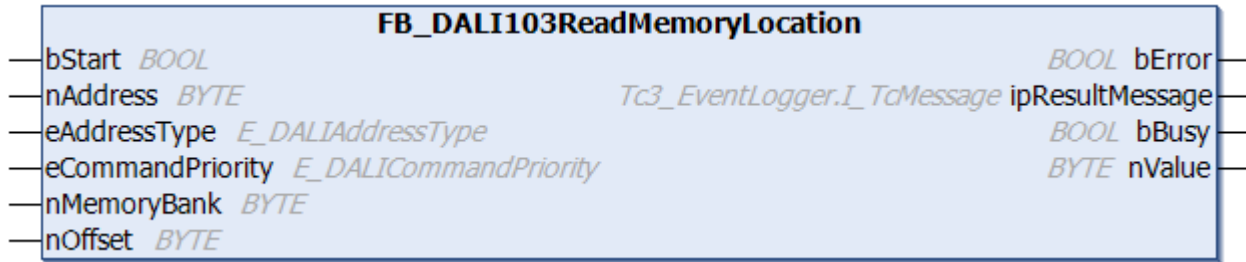 FB_DALI103ReadMemoryLocation
bStart BOOL BOOL bError
nAddress BYTE Tc3_EventLogger.I_TcMessage ipResultMessage
eAddressType E_DALIAddressType BOOL bBusy
eCommandPriority E_DALICommandPriority BYTE nValue
nMemoryBank BYTE
nOffset BYTE